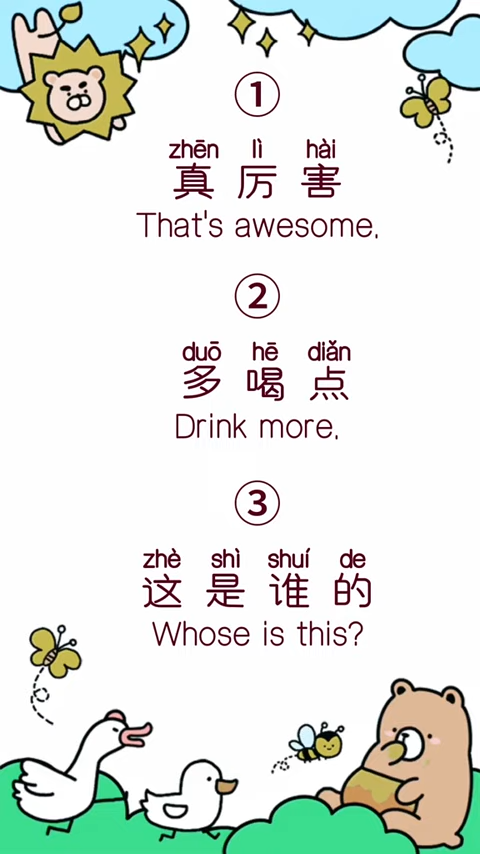 ①
zhēn lì hài
真厉害
That's awesome.
②
duō hē diǎn
多喝点
Drink more.
③
zhè shì shuí de
这是谁的
Whose is this?